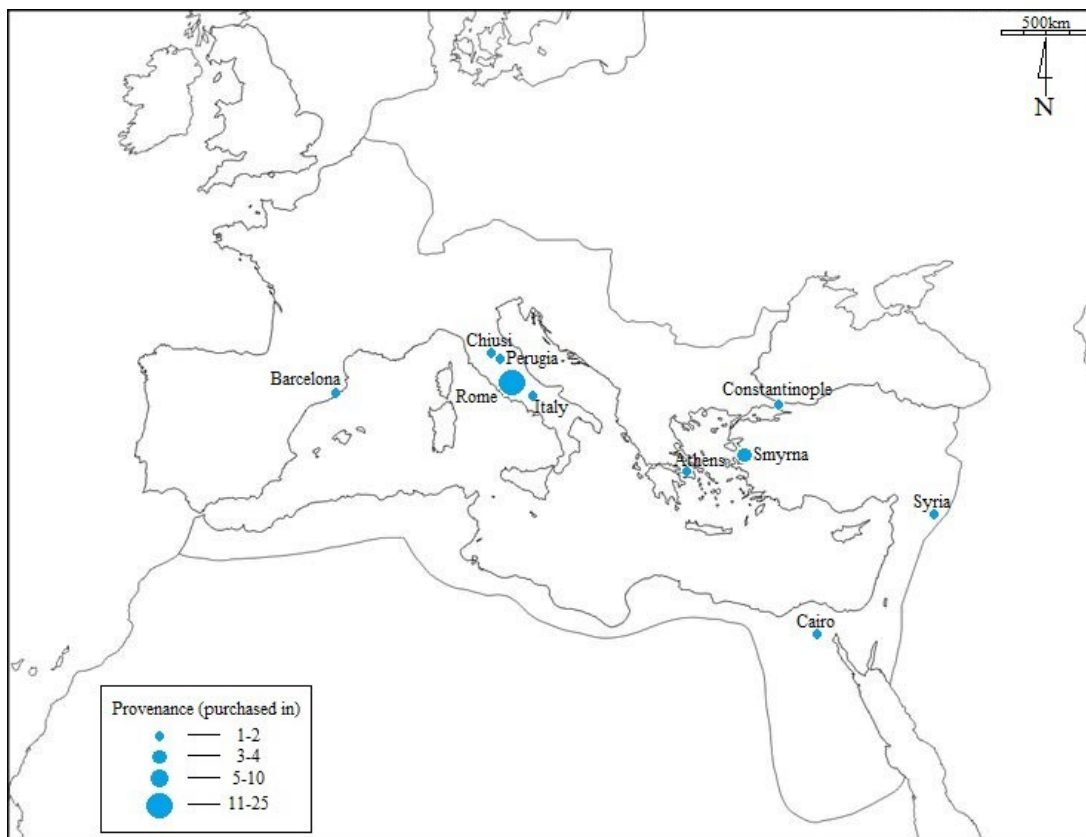 500km
N
Chiusi
Perugia
Barcelona
Rome
Italy
Constantinople
Athens
Smyrna
Syria
Cairo
Provenance (purchased in)
1-2
3-4
5-10
11-25